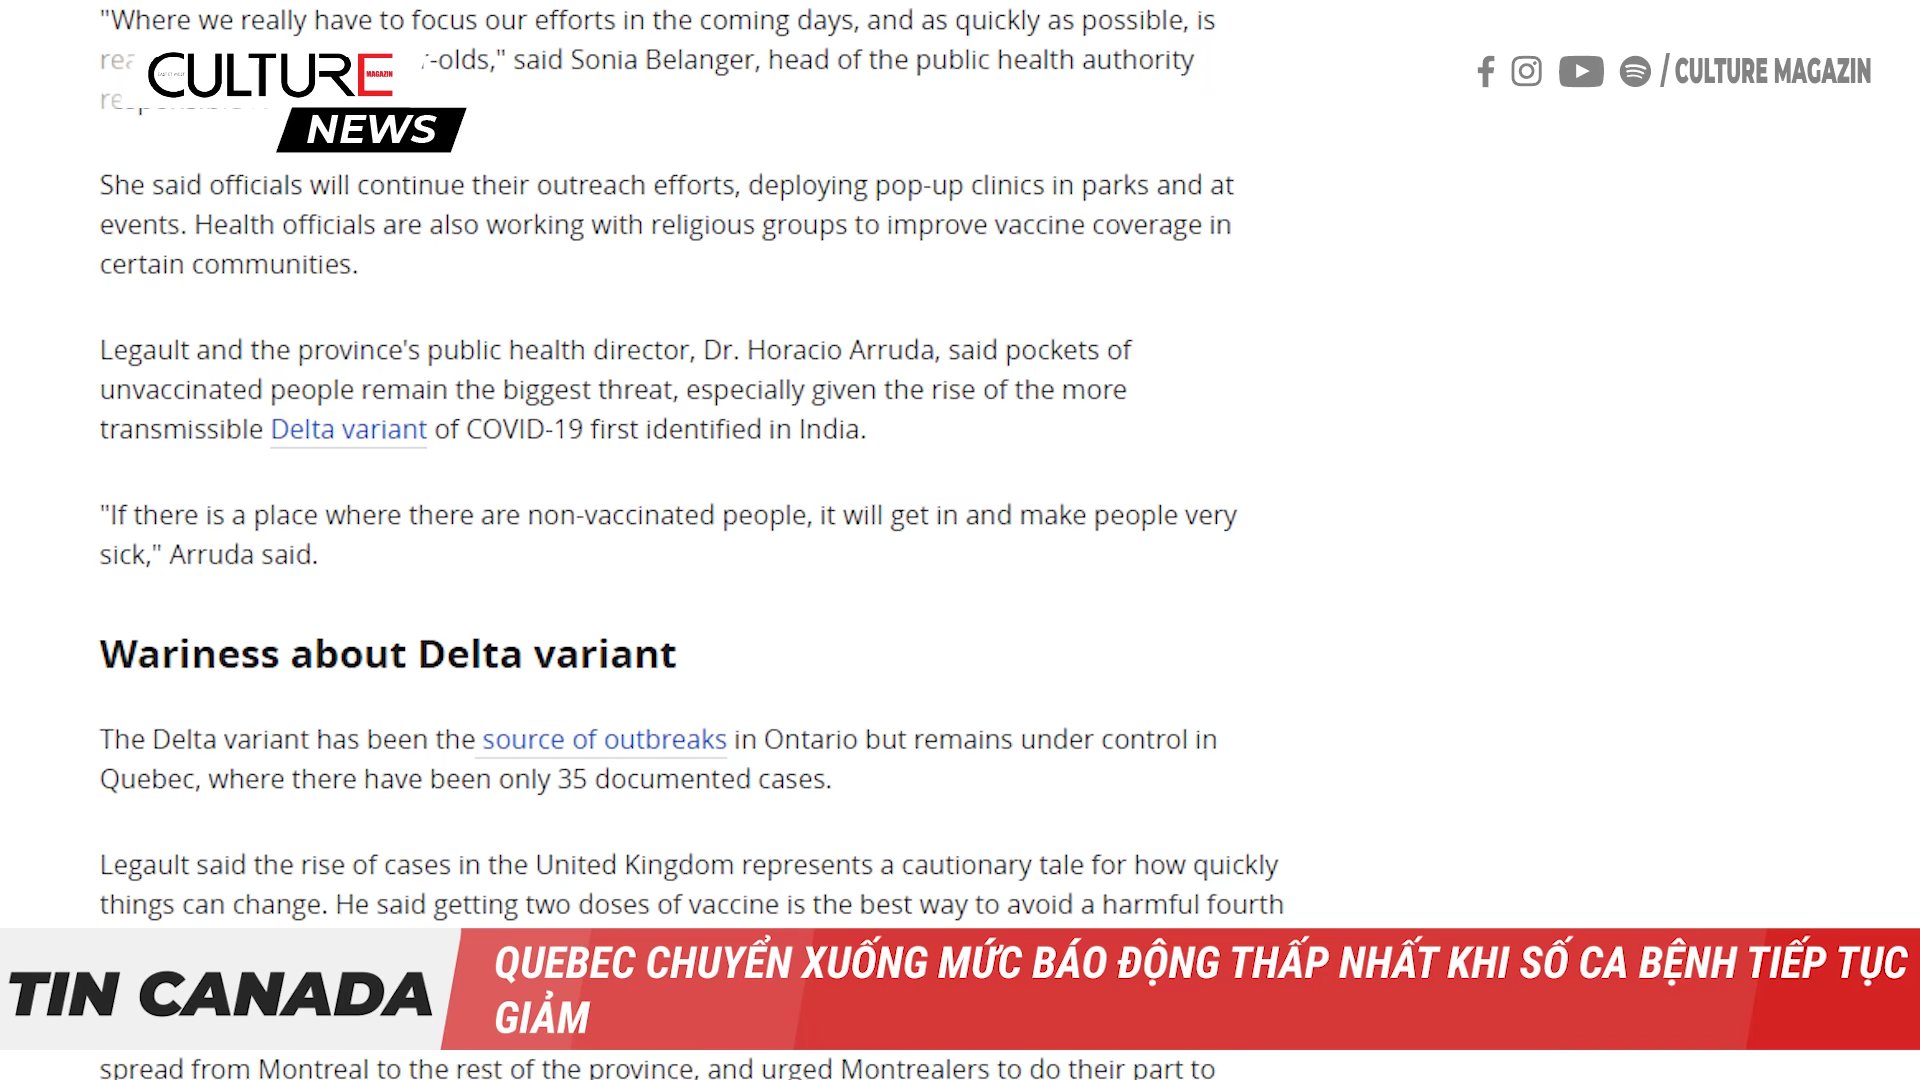 "Where we really have to focus our efforts in the coming days, and as quickly as possible, is
-olds," said Sonia Belanger, head of the public health authority
CULTURE
MAGAZIN
NEWS
/ CULTURE MAGAZIN
She said officials will continue their outreach efforts, deploying pop-up clinics in parks and at
events. Health officials are also working with religious groups to improve vaccine coverage in
certain communities.
Legault and the province's public health director, Dr. Horacio Arruda, said pockets of
unvaccinated people remain the biggest threat, especially given the rise of the more
transmissible Delta variant of COVID-19 first identified in India.
"If there is a place where there are non-vaccinated people, it will get in and make people very
sick," Arruda said.
Wariness about Delta variant
The Delta variant has been the source of outbreaks in Ontario but remains under control in
Quebec, where there have been only 35 documented cases.
Legault said the rise of cases in the United Kingdom represents a cautionary tale for how quickly
things can change. He said getting two doses of vaccine is the best way to avoid a harmful fourth
TIN CANADA
QUEBEC CHUYỂN XUỐNG MỨC BÁO ĐỘNG THẤP NHẤT KHI SỐ CA BỆNH TIẾP TỤC
GIẢM
spread from Montreal to the rest of the province, and urged Montrealers to do their part to